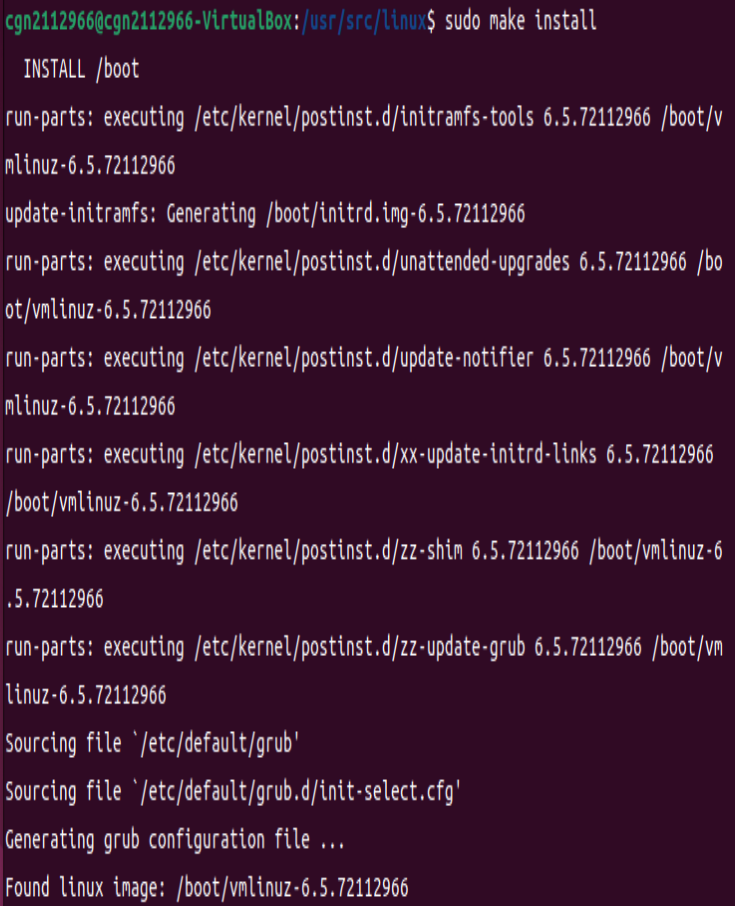 cgn2112966@cgn2112966-VirtualBox:/usr/src/linux$ sudo make install
  INSTALL /boot
run-parts: executing /etc/kernel/postinst.d/initramfs-tools 6.5.72112966 /boot/v
mlinuz-6.5.72112966
update-initramfs: Generating /boot/initrd.img-6.5.72112966
run-parts: executing /etc/kernel/postinst.d/unattended-upgrades 6.5.72112966 /bo
ot/vmlinuz-6.5.72112966
run-parts: executing /etc/kernel/postinst.d/update-notifier 6.5.72112966 /boot/v
mlinuz-6.5.72112966
run-parts: executing /etc/kernel/postinst.d/xx-update-initrd-links 6.5.72112966
/boot/vmlinuz-6.5.72112966
run-parts: executing /etc/kernel/postinst.d/zz-shim 6.5.72112966 /boot/vmlinuz-6
.5.72112966
run-parts: executing /etc/kernel/postinst.d/zz-update-grub 6.5.72112966 /boot/vm
linuz-6.5.72112966
Sourcing file `/etc/default/grub'
Sourcing file `/etc/default/grub.d/init-select.cfg'
Generating grub configuration file ...
Found linux image: /boot/vmlinuz-6.5.72112966